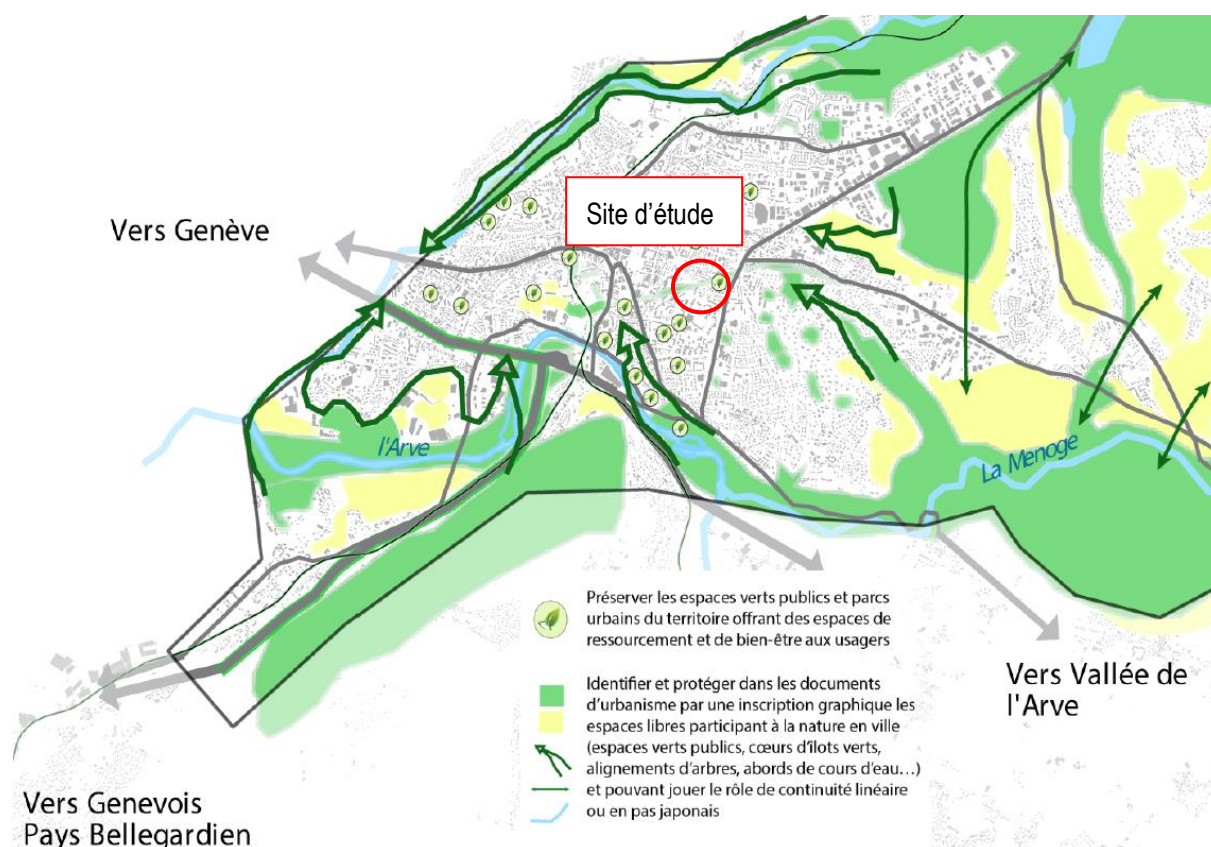 Site d'étude
Vers Genève
l'Arve
La Menoge
Préserver les espaces verts publics et parcs
urbains du territoire offrant des espaces de
ressourcement et de bien-être aux usagers
Identifier et protéger dans les documents
d'urbanisme par une inscription graphique les
espaces libres participant à la nature en ville
(espaces verts publics, cœurs d'îlots verts,
alignements d'arbres, abords de cours d'eau…)
et pouvant jouer le rôle de continuité linéaire
ou en pas japonais
Vers Vallée de
l'Arve
Vers Genevois
Pays Bellegardien